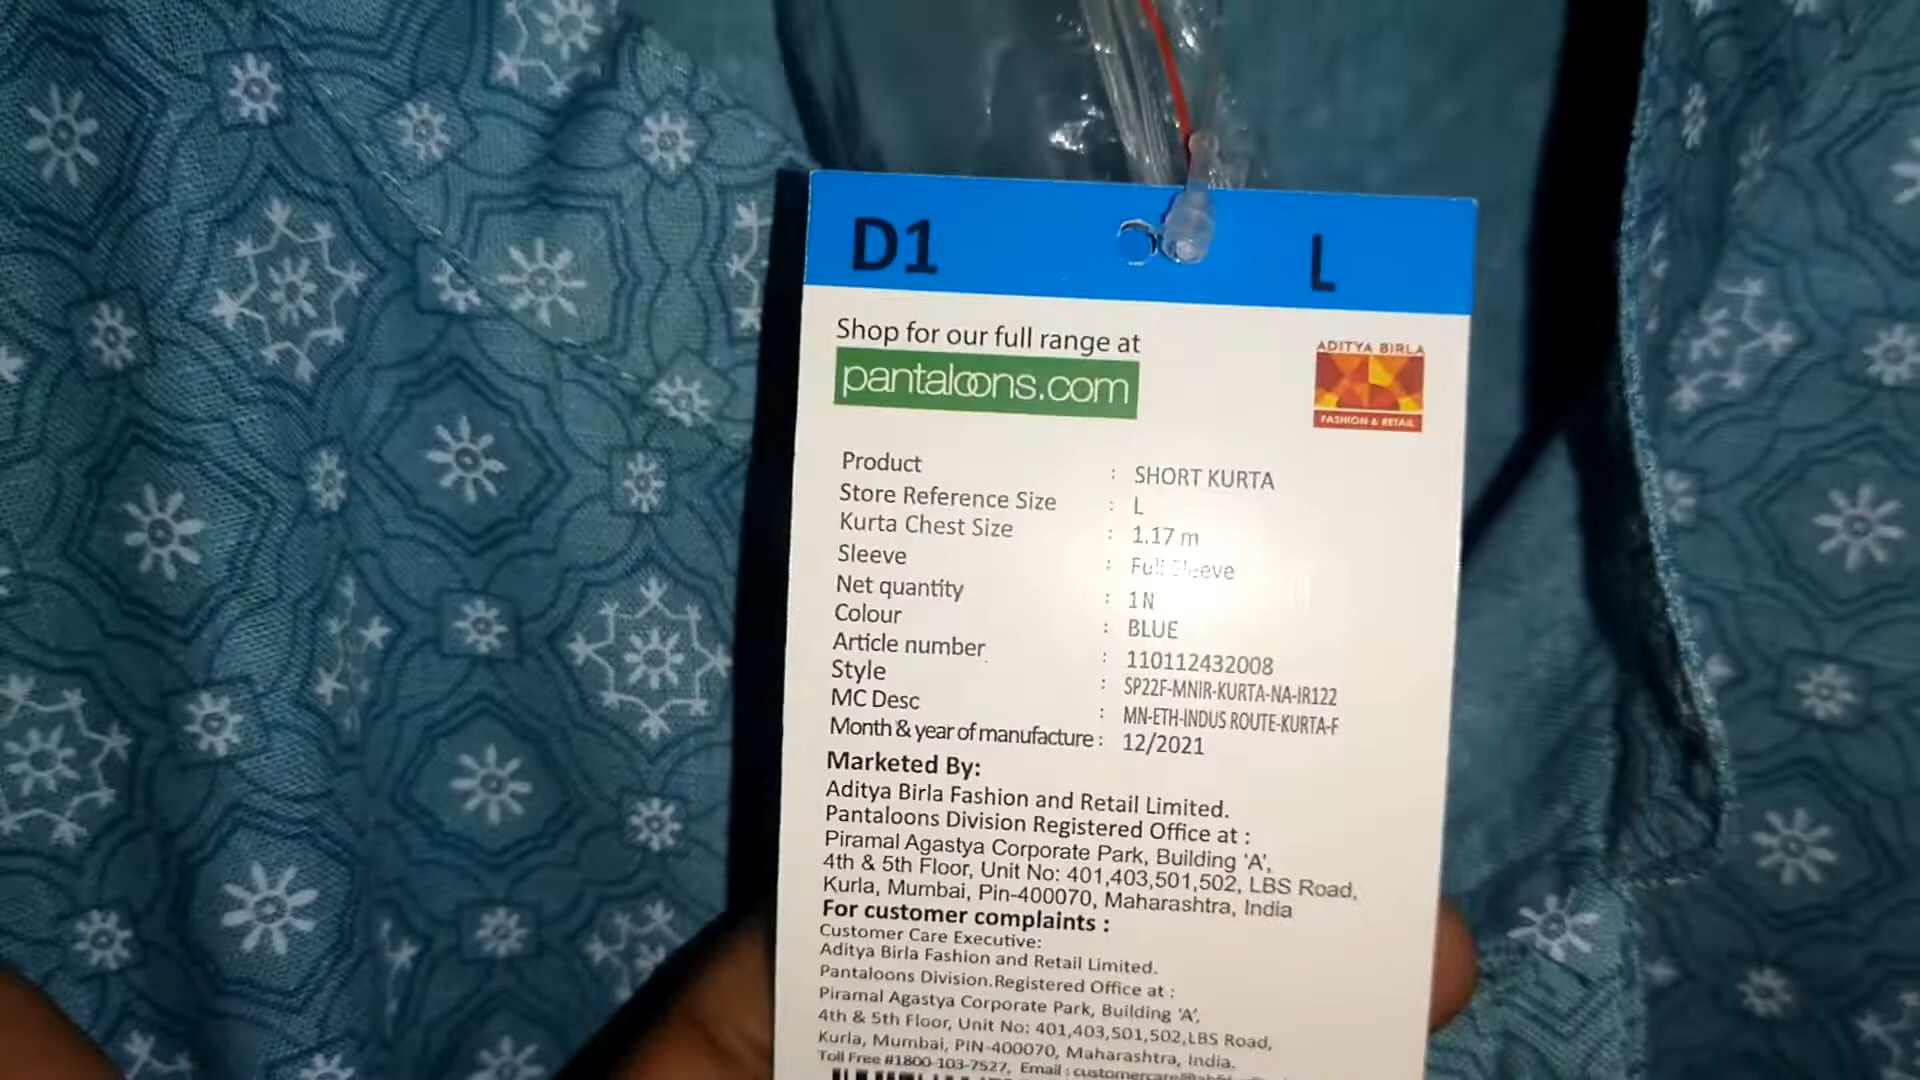 D1 L
Shop for our full range at
pantaloons.com
ADITYA BIRLA
FASHION & RETAIL
Product : SHORT KURTA
Store Reference Size : L
Kurta Chest Size : 1.17 m
Sleeve : Full Sleeve
Net quantity : 1 N
Colour : BLUE
Article number : 110112432008
Style : SP22F-MNIR-KURTA-NA-IR122
MC Desc : MN-ETH-INDUS ROUTE-KURTA-F
Month & year of manufacture : 12/2021
Marketed By:
Aditya Birla Fashion and Retail Limited.
Pantaloons Division Registered Office at :
Piramal Agastya Corporate Park, Building 'A',
4th & 5th Floor, Unit No: 401,403,501,502, LBS Road,
Kurla, Mumbai, Pin-400070, Maharashtra, India
For customer complaints :
Customer Care Executive:
Aditya Birla Fashion and Retail Limited.
Pantaloons Division.Registered Office at :
Piramal Agastya Corporate Park, Building 'A',
4th & 5th Floor, Unit No: 401,403,501,502,LBS Road,
Kurla, Mumbai, PIN-400070, Maharashtra, India.
Toll Free #1800-103-7527, Email :